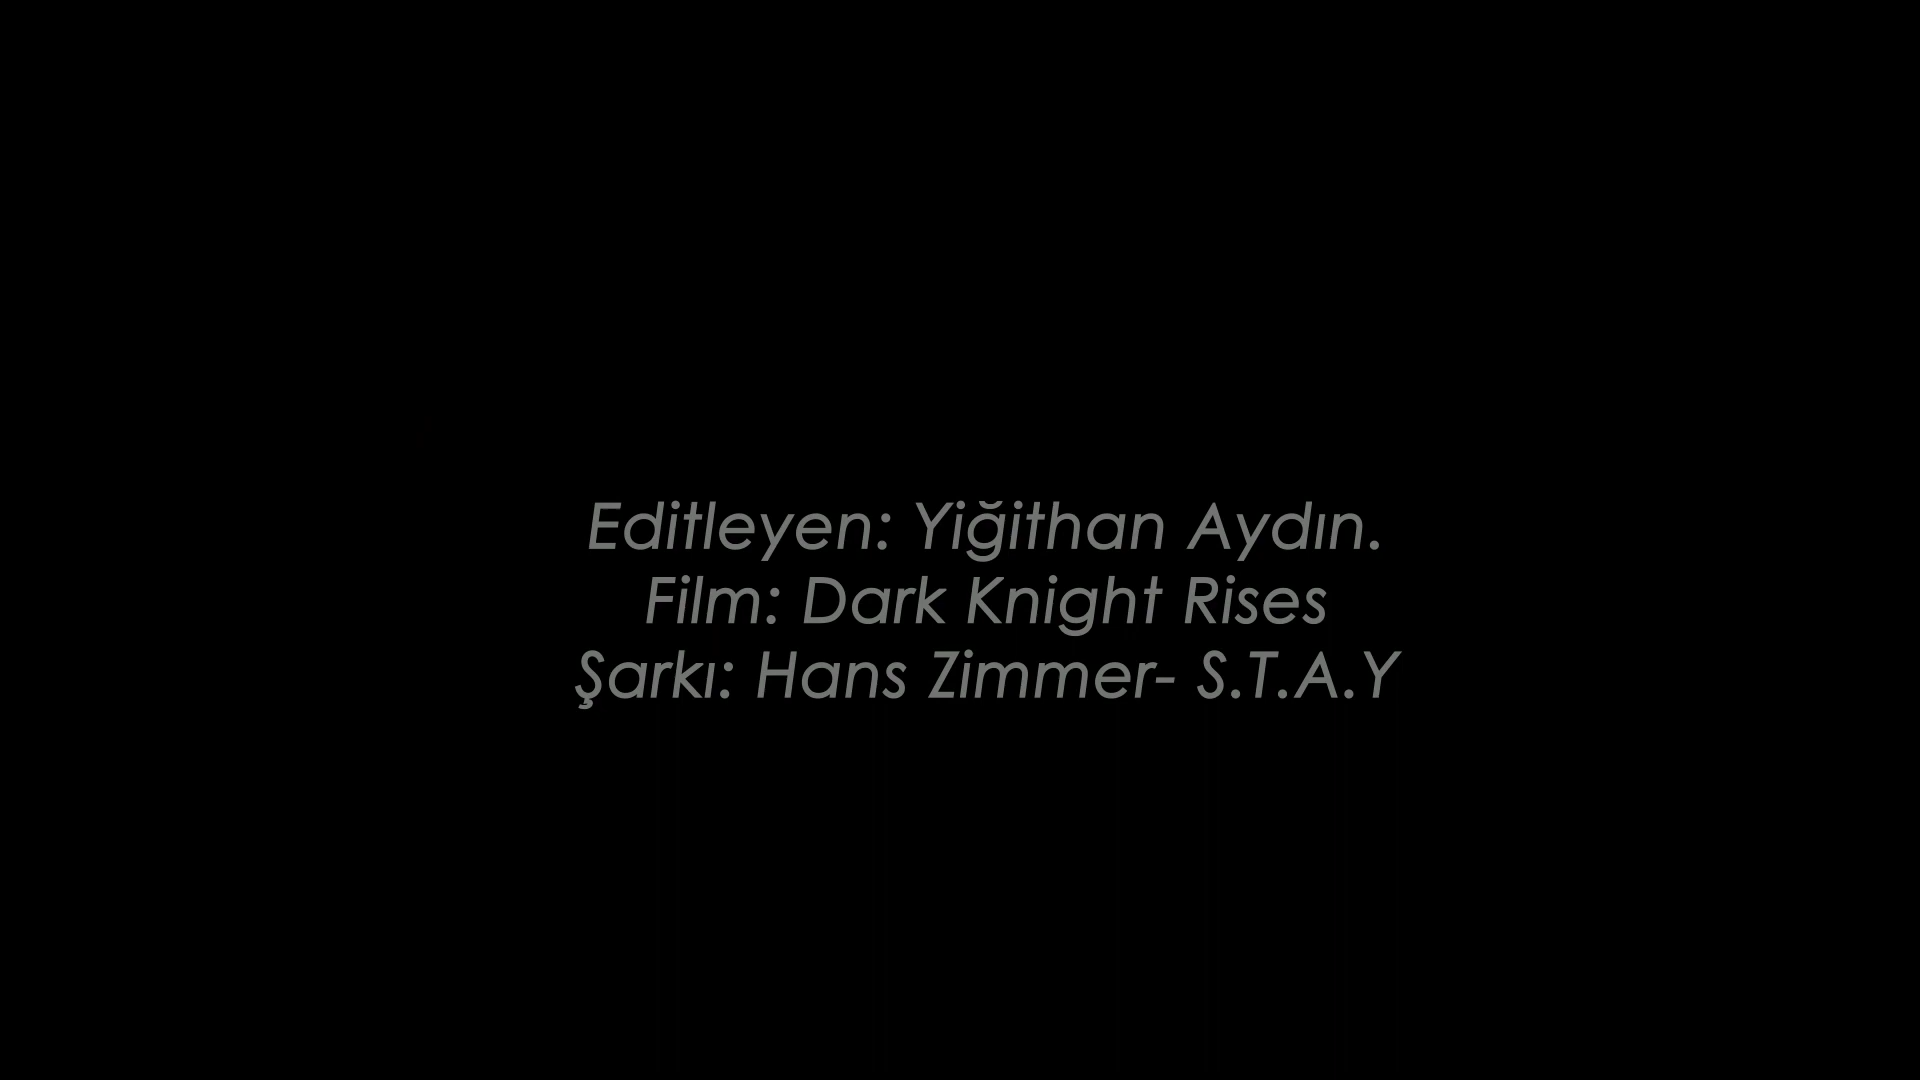 Editleyen: Yiğithan Aydın.
Film: Dark Knight Rises
Şarkı: Hans Zimmer- S.T.A.Y